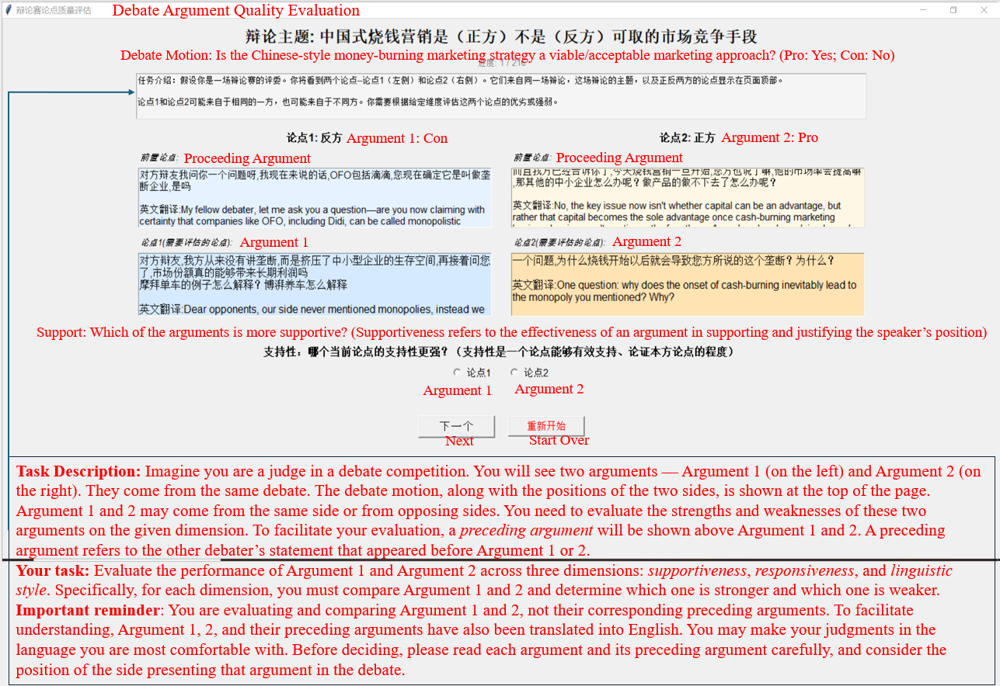 辩论赛论点质量评估 Debate Argument Quality Evaluation
辩论主题: 中国式烧钱营销是（正方）不是（反方）可取的市场竞争手段
Debate Motion: Is the Chinese-style money-burning marketing strategy a viable/acceptable marketing approach? (Pro: Yes; Con: No)
进度: 1 / 216
任务介绍：假设你是一场辩论赛的评委。你将看到两个论点--论点1（左侧）和论点2（右侧）。它们来自同一场辩论，这场辩论的主题，以及正反两方的论点显示在页面顶部。
论点1和论点2可能来自于相同的一方，也可能来自于不同方。你需要根据给定维度评估这两个论点的优劣或强弱。
论点1: 反方 Argument 1: Con
论点2: 正方 Argument 2: Pro
前置论点: Proceeding Argument
前置论点: Proceeding Argument
对方辩友我问你一个问题呀,我现在来说的话,OFO包括滴滴,您现在确定它是叫做垄
断企业,是吗
英文翻译:My fellow debater, let me ask you a question—are you now claiming with
certainty that companies like OFO, including Didi, can be called monopolistic
而且我方已经告诉你了,今天烧钱营销一旦开始,您方也说了嘛,他的市场率会提高嘛
,那其他的中小企业怎么办呢？做产品的做不下去了怎么办呢？
英文翻译:No, the key issue now isn't whether capital can be an advantage, but
rather that capital becomes the sole advantage once cash-burning marketing
论点1(需要评估的论点): Argument 1
论点2(需要评估的论点): Argument 2
对方辩友,我方从来没有讲垄断,而是挤压了中小型企业的生存空间,再接着问您
了,市场份额真的能够带来长期利润吗
摩拜单车的例子怎么解释？博湃养车怎么解释
英文翻译:Dear opponents, our side never mentioned monopolies, instead we
一个问题,为什么烧钱开始以后就会导致您方所说的这个垄断？为什么？
英文翻译:One question: why does the onset of cash-burning inevitably lead to
the monopoly you mentioned? Why?
Support: Which of the arguments is more supportive? (Supportiveness refers to the effectiveness of an argument in supporting and justifying the speaker’s position)
支持性：哪个当前论点的支持性更强？（支持性是一个论点能够有效支持、论证本方论点的程度）
论点1 论点2
Argument 1 Argument 2
下一个 重新开始
Next Start Over
Task Description: Imagine you are a judge in a debate competition. You will see two arguments — Argument 1 (on the left) and Argument 2 (on
the right). They come from the same debate. The debate motion, along with the positions of the two sides, is shown at the top of the page.
Argument 1 and 2 may come from the same side or from opposing sides. You need to evaluate the strengths and weaknesses of these two
arguments on the given dimension. To facilitate your evaluation, a preceding argument will be shown above Argument 1 and 2. A preceding
argument refers to the other debater’s statement that appeared before Argument 1 or 2.
Your task: Evaluate the performance of Argument 1 and Argument 2 across three dimensions: supportiveness, responsiveness, and linguistic
style. Specifically, for each dimension, you must compare Argument 1 and 2 and determine which one is stronger and which one is weaker.
Important reminder: You are evaluating and comparing Argument 1 and 2, not their corresponding preceding arguments. To facilitate
understanding, Argument 1, 2, and their preceding arguments have also been translated into English. You may make your judgments in the
language you are most comfortable with. Before deciding, please read each argument and its preceding argument carefully, and consider the
position of the side presenting that argument in the debate.